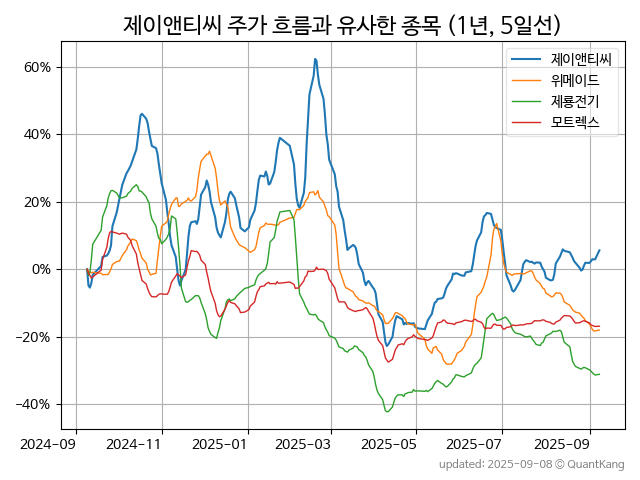 제이앤티씨 주가 흐름과 유사한 종목 (1년, 5일선)
제이앤티씨
위메이드
제룡전기
모트렉스
60%
40%
20%
0%
−20%
−40%
2024-09
2024-11
2025-01
2025-03
2025-05
2025-07
2025-09
updated: 2025-09-08 © QuantKang